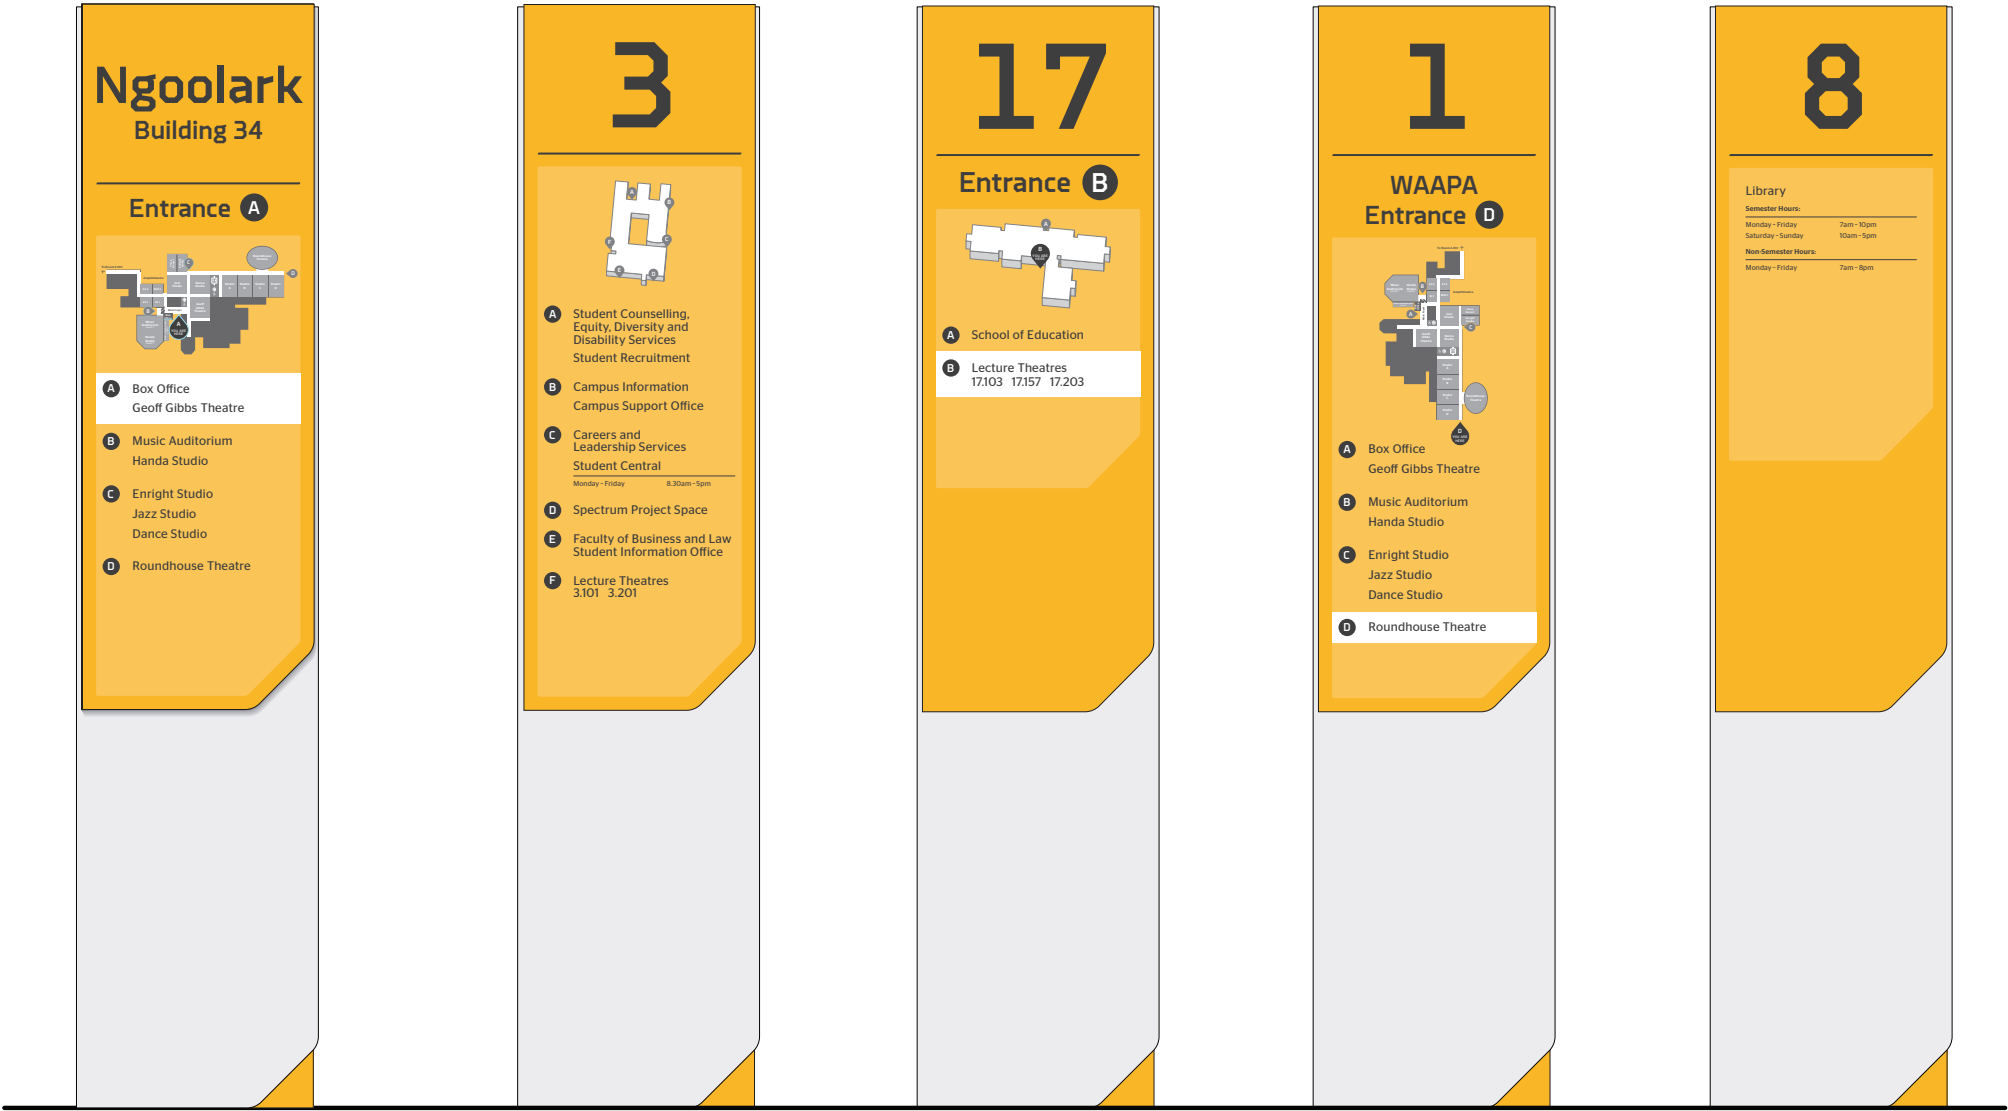 Ngoolark
Building 34
Entrance A
A Box Office
Geoff Gibbs Theatre
B Music Auditorium
Handa Studio
C Enright Studio
Jazz Studio
Dance Studio
D Roundhouse Theatre
3
A Student Counselling,
Equity, Diversity and
Disability Services
Student Recruitment
B Campus Information
Campus Support Office
C Careers and
Leadership Services
Student Central
Monday – Friday 8.30am – 5pm
D Spectrum Project Space
E Faculty of Business and Law
Student Information Office
F Lecture Theatres
3.101 3.201
17
Entrance B
A
B
YOU ARE
HERE
A School of Education
B Lecture Theatres
17.103 17.157 17.203
1
WAAPA
Entrance D
D
YOU ARE
HERE
A Box Office
Geoff Gibbs Theatre
B Music Auditorium
Handa Studio
C Enright Studio
Jazz Studio
Dance Studio
D Roundhouse Theatre
8
Library
Semester Hours:
Monday – Friday 7am – 10pm
Saturday – Sunday 10am – 5pm
Non-Semester Hours:
Monday – Friday 7am – 8pm